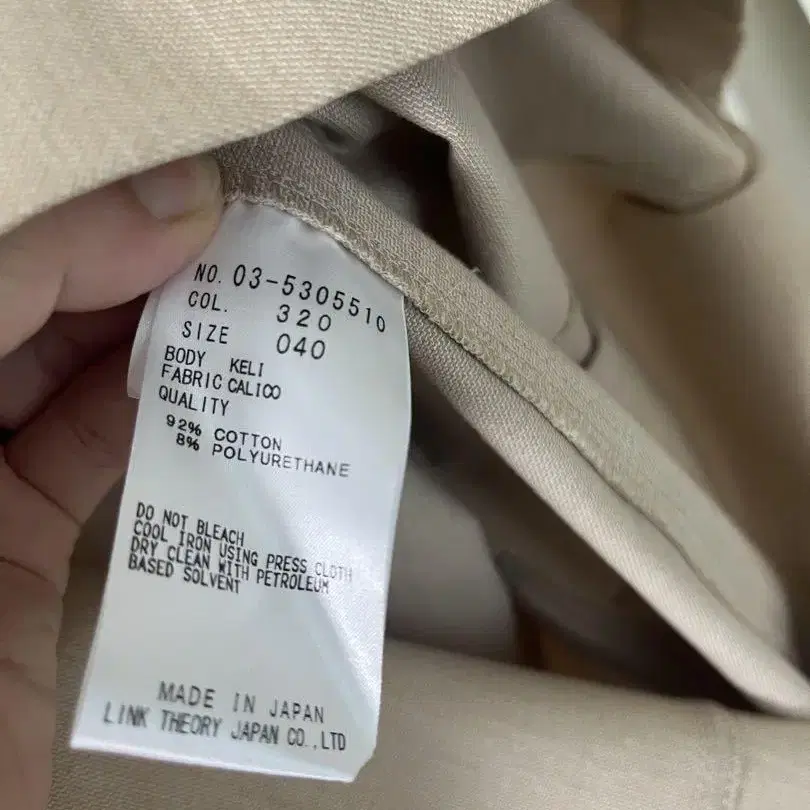 NO. 03-5305510
COL. 320
SIZE 040
BODY KELI
FABRIC CALICO
QUALITY
92% COTTON
8% POLYURETHANE
DO NOT BLEACH
COOL IRON USING PRESS CLOTH
DRY CLEAN WITH PETROLEUM
BASED SOLVENT
MADE IN JAPAN
LINK THEORY JAPAN CO.,LTD